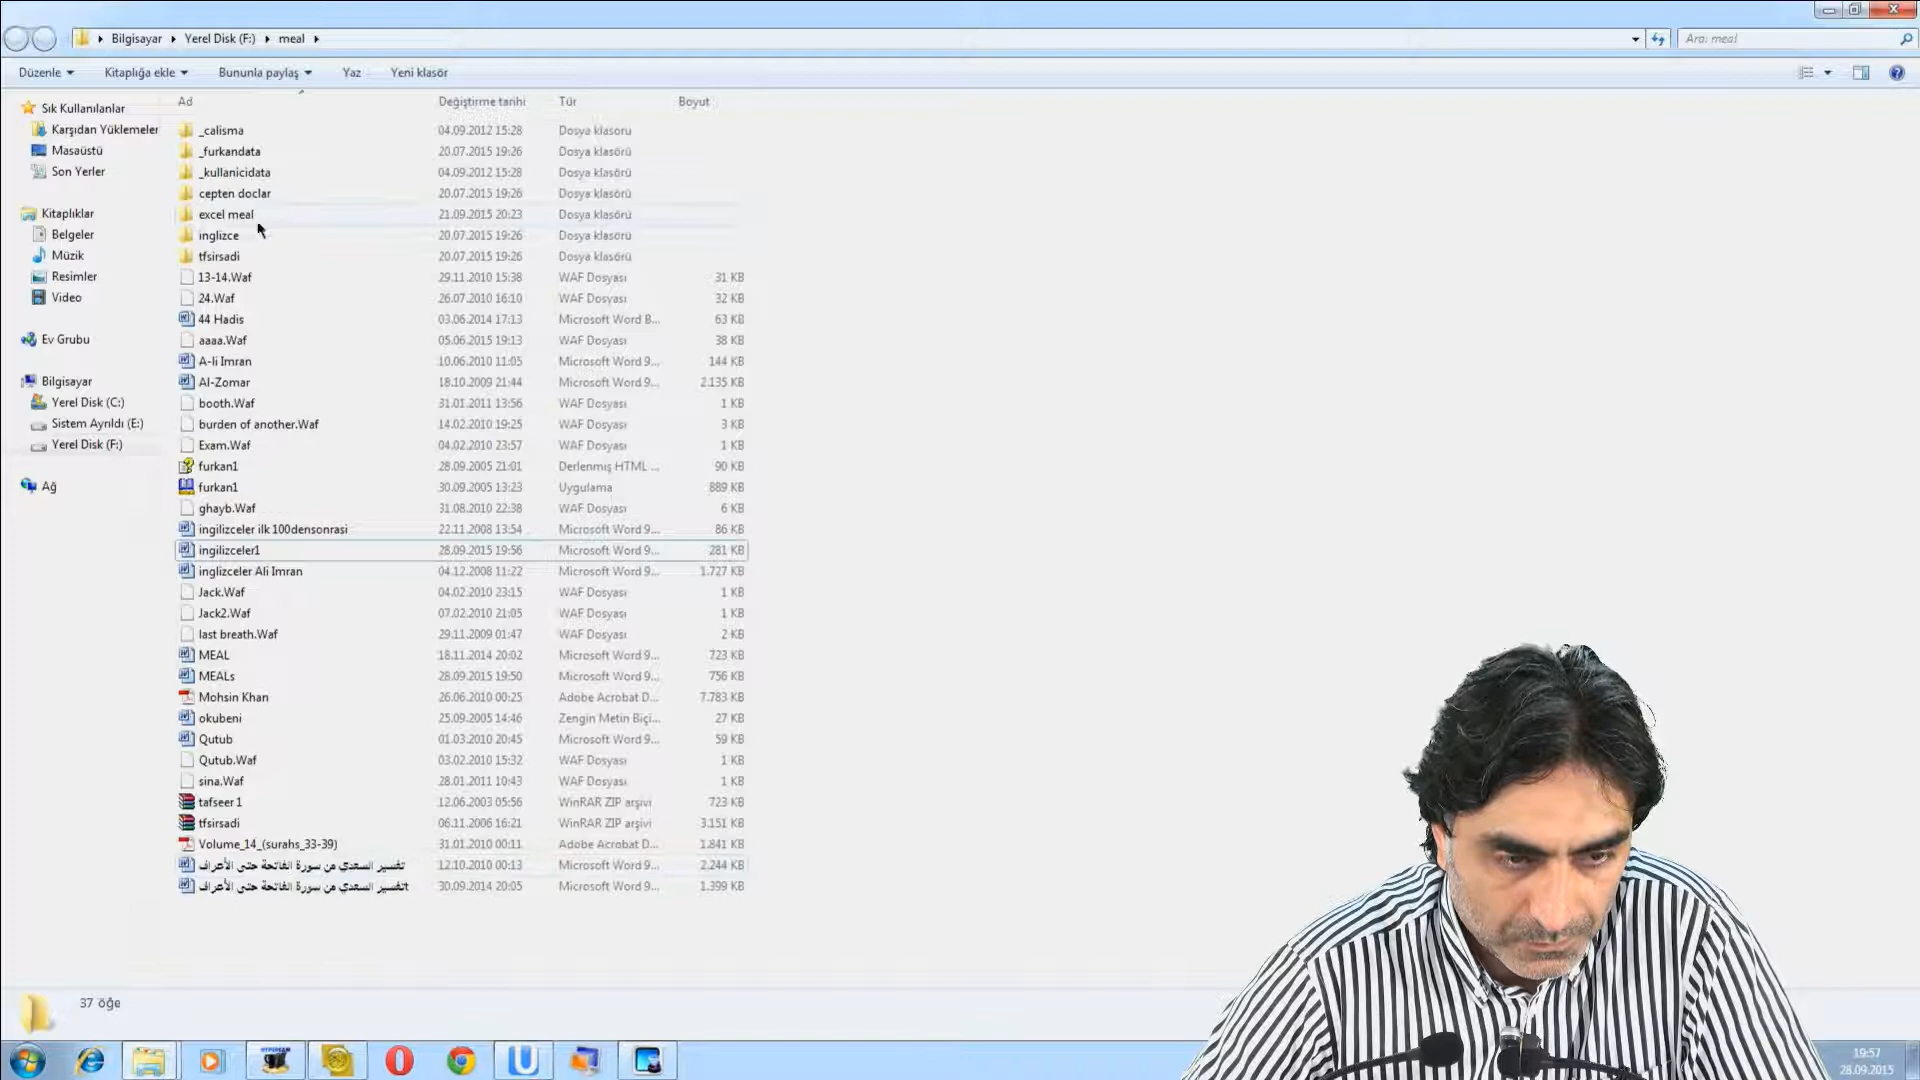 Bilgisayar ▸ Yerel Disk (F:) ▸ meal ▸
Ara: meal
Düzenle Kitaplığa ekle Bununla paylaş Yaz Yeni klasör
Ad Değiştirme tarihi Tür Boyut
Sık Kullanılanlar
Karşıdan Yüklemeler
Masaüstü
Son Yerler
Kitaplıklar
Belgeler
Müzik
Resimler
Video
Ev Grubu
Bilgisayar
Yerel Disk (C:)
Sistem Ayrıldı (E:)
Yerel Disk (F:)
Ağ
_calisma 04.09.2012 15:28 Dosya klasörü
_furkandata 20.07.2015 19:26 Dosya klasörü
_kullanicidata 04.09.2012 15:28 Dosya klasörü
cepten doclar 20.07.2015 19:26 Dosya klasörü
excel meal 21.09.2015 20:23 Dosya klasörü
inglizce 20.07.2015 19:26 Dosya klasörü
tfsirsadi 20.07.2015 19:26 Dosya klasörü
13-14.Waf 29.11.2010 15:38 WAF Dosyası 31 KB
24.Waf 26.07.2010 16:10 WAF Dosyası 32 KB
44 Hadis 03.06.2014 17:13 Microsoft Word B... 63 KB
aaaa.Waf 05.06.2015 19:13 WAF Dosyası 38 KB
A-li Imran 10.06.2010 11:05 Microsoft Word 9... 144 KB
Al-Zomar 18.10.2009 21:44 Microsoft Word 9... 2.135 KB
booth.Waf 31.01.2011 13:56 WAF Dosyası 1 KB
burden of another.Waf 14.02.2010 19:25 WAF Dosyası 3 KB
Exam.Waf 04.02.2010 23:57 WAF Dosyası 1 KB
furkan1 28.09.2005 21:01 Derlenmiş HTML ... 90 KB
furkan1 30.09.2005 13:23 Uygulama 889 KB
ghayb.Waf 31.08.2010 22:38 WAF Dosyası 6 KB
ingilizceler ilk 100densonrasi 22.11.2008 13:54 Microsoft Word 9... 86 KB
ingilizceler1 28.09.2015 19:56 Microsoft Word 9... 281 KB
inglizceler Ali Imran 04.12.2008 11:22 Microsoft Word 9... 1.727 KB
Jack.Waf 04.02.2010 23:15 WAF Dosyası 1 KB
Jack2.Waf 07.02.2010 21:05 WAF Dosyası 1 KB
last breath.Waf 29.11.2009 01:47 WAF Dosyası 2 KB
MEAL 18.11.2014 20:02 Microsoft Word 9... 723 KB
MEALs 28.09.2015 19:50 Microsoft Word 9... 756 KB
Mohsin Khan 26.06.2010 00:25 Adobe Acrobat D... 7.783 KB
okubeni 25.09.2005 14:46 Zengin Metin Biçi... 27 KB
Qutub 01.03.2010 20:45 Microsoft Word 9... 59 KB
Qutub.Waf 03.02.2010 15:32 WAF Dosyası 1 KB
sina.Waf 28.01.2011 10:43 WAF Dosyası 1 KB
tafseer 1 12.06.2003 05:56 WinRAR ZIP arşivi 723 KB
tfsirsadi 06.11.2006 16:21 WinRAR ZIP arşivi 3.151 KB
Volume_14_(surahs_33-39) 31.01.2010 00:11 Adobe Acrobat D... 1.841 KB
تفسير السعدي من سورة الفاتحة حتى الأعراف 12.10.2010 00:13 Microsoft Word 9... 2.244 KB
تفسير السعدي من سورة الفاتحة حتى الأعرافt 30.09.2014 20:05 Microsoft Word 9... 1.399 KB
37 öğe
19:57
28.09.2015